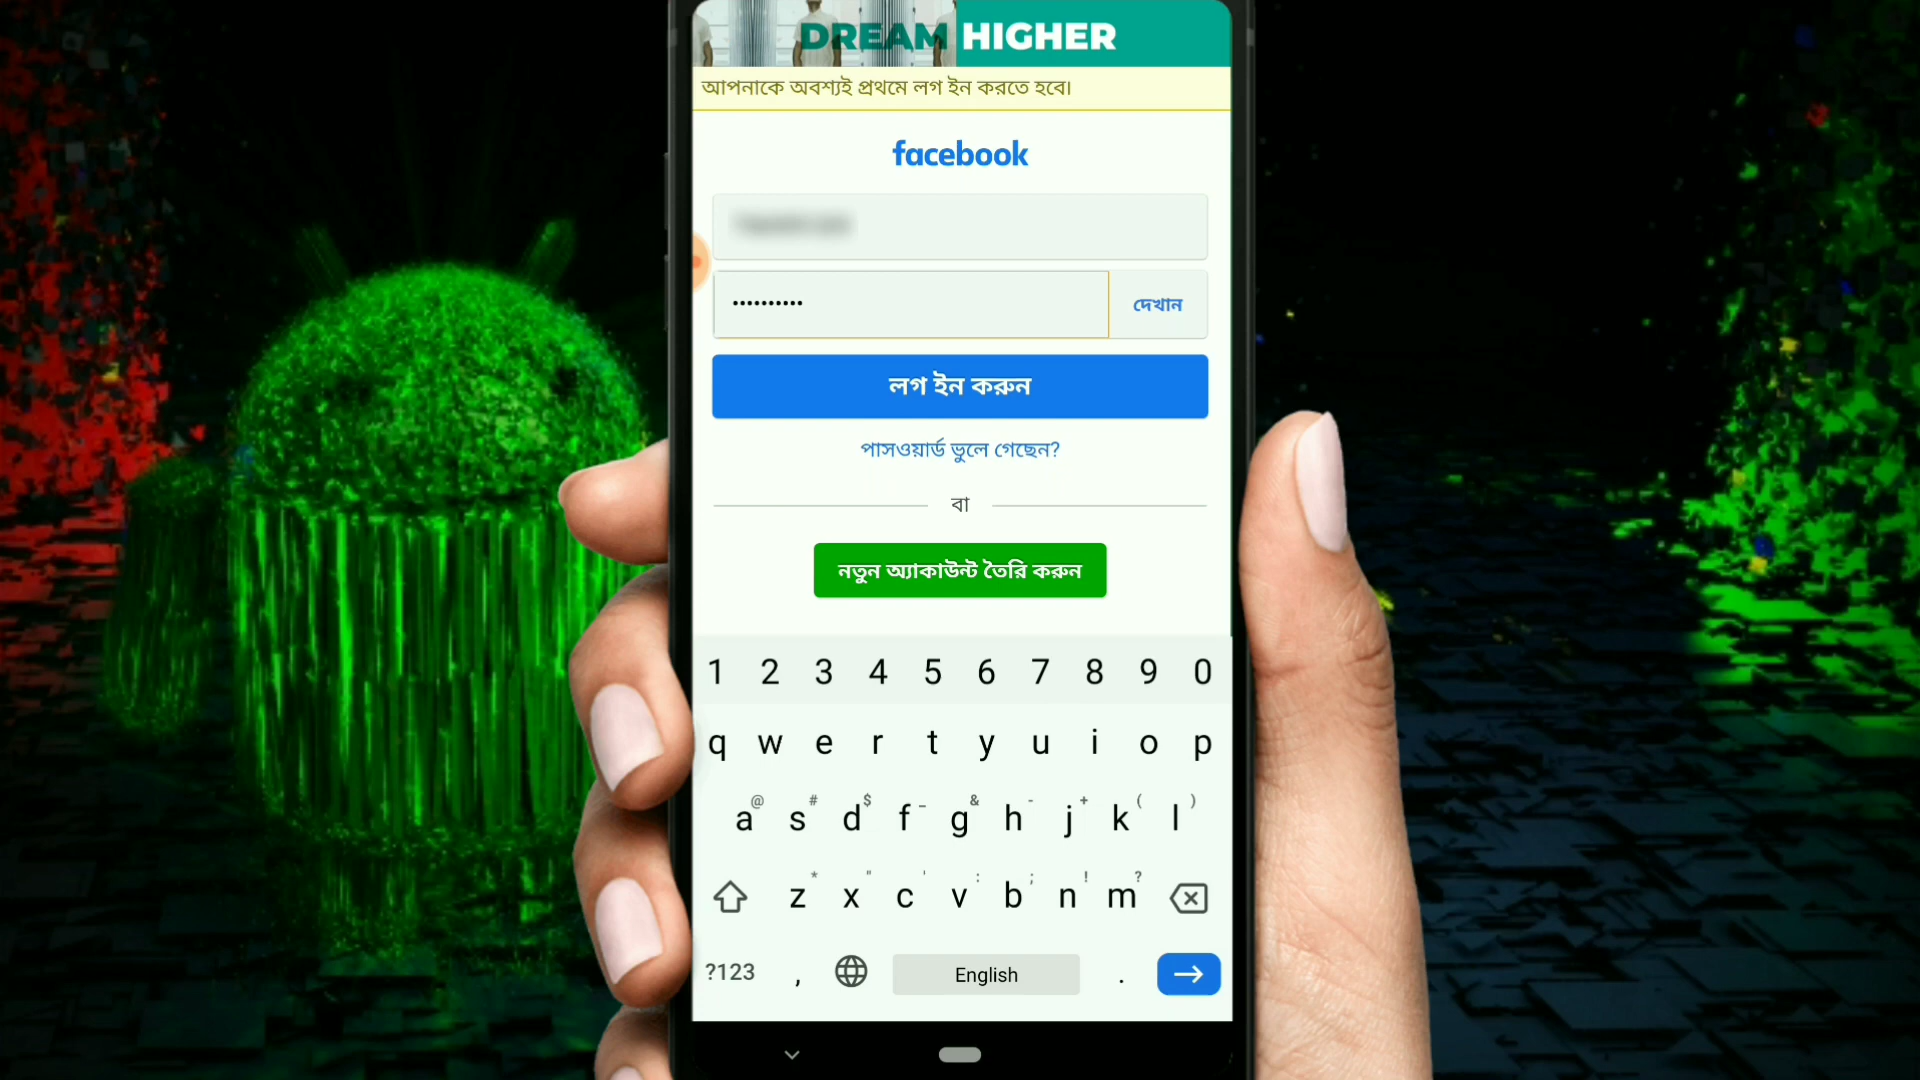 DREAM HIGHER
আপনাকে অবশ্যই প্রথমে লগ ইন করতে হবে।
facebook
••••••••••
দেখান
লগ ইন করুন
পাসওয়ার্ড ভুলে গেছেন?
বা
নতুন অ্যাকাউন্ট তৈরি করুন
1 2 3 4 5 6 7 8 9 0
q w e r t y u i o p
@ # $ _ & - + ( )
a s d f g h j k l
* " ' : ; ! ?
z x c v b n m
?123 , English .